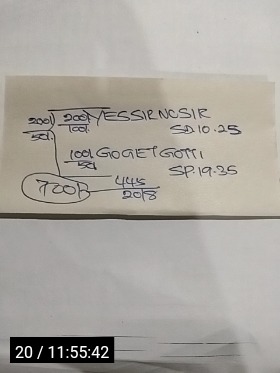 200/ 200/ YESSIRNOSIR
50/. 100/. SD.10.25
100/ GOGETGOTTI
50/ SP.19.35
700/- 445
2018
20 / 11:55:42